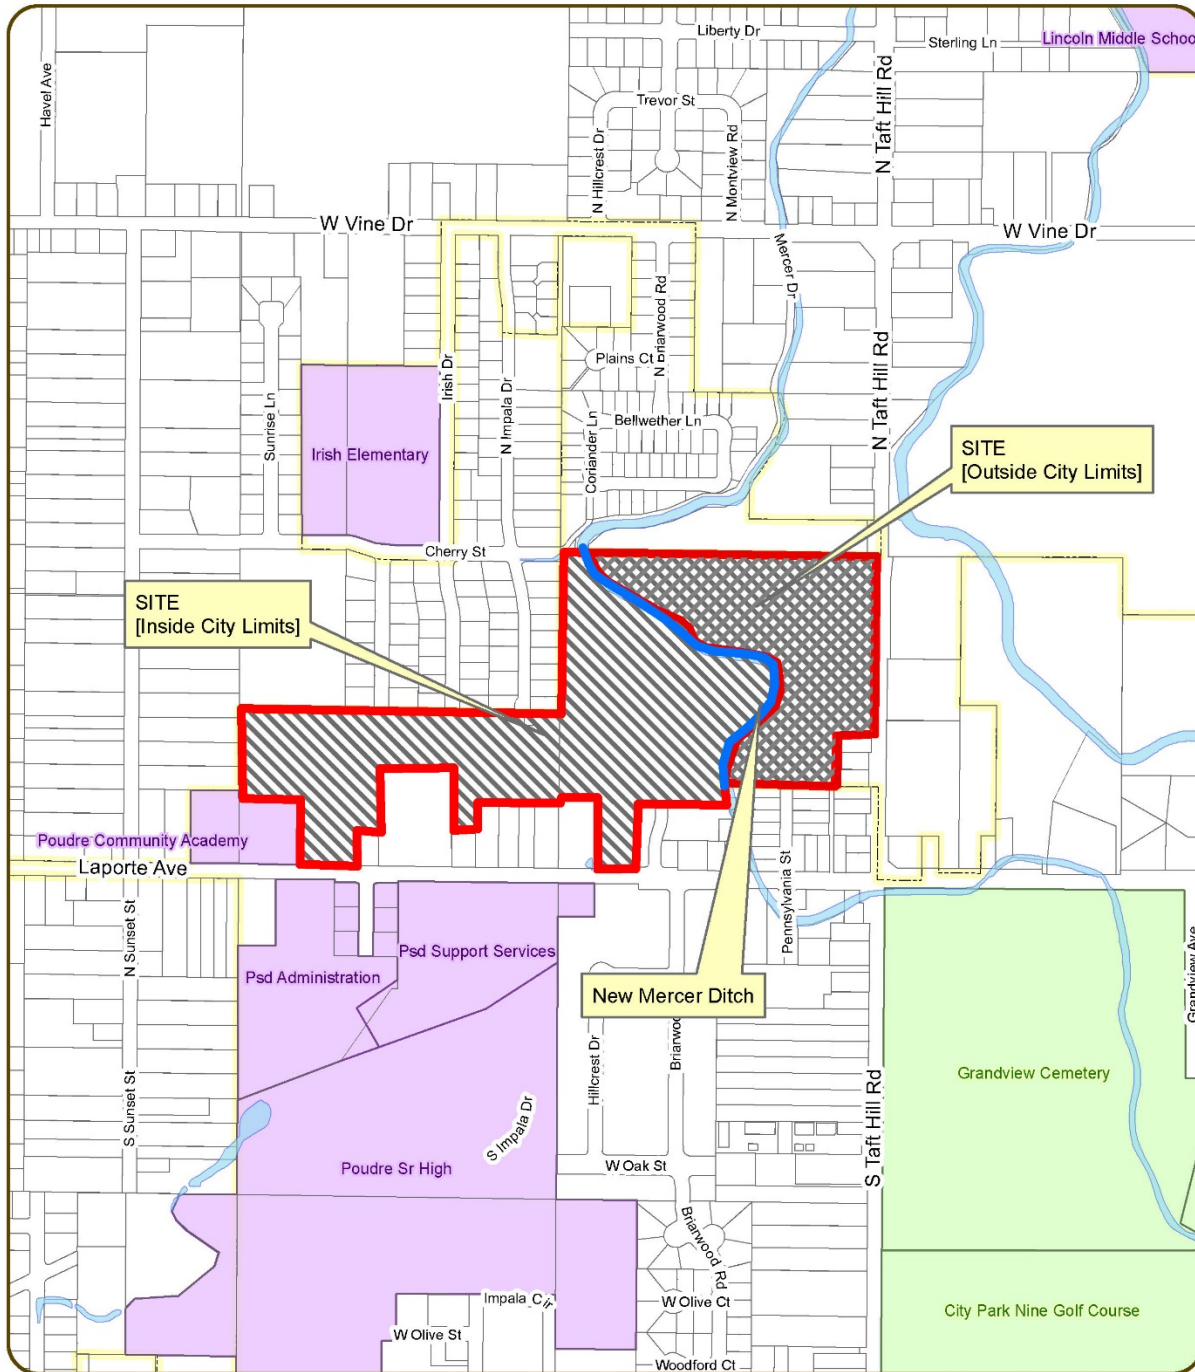 Liberty Dr
Sterling Ln
Lincoln Middle Schoo
Havel Ave
Trevor St
N Hillcrest Dr
N Montview Rd
N Taft Hill Rd
W Vine Dr
W Vine Dr
Mercer Dr
N Briarwood Rd
Plains Ct
Irish Dr
N Impala Dr
N Taft Hill Rd
Sunrise Ln
Irish Elementary
Coriander Ln
Bellwether Ln
SITE
[Outside City Limits]
Cherry St
SITE
[Inside City Limits]
Poudre Community Academy
Laporte Ave
N Sunset St
Pennsylvania St
Psd Support Services
Psd Administration
New Mercer Ditch
Grandview Ave
Hillcrest Dr
Briarwoo
Grandview Cemetery
S Sunset St
S Impala Dr
S Taft Hill Rd
Poudre Sr High
W Oak St
Briarwood Rd
Impala Cir
W Olive Ct
City Park Nine Golf Course
W Olive St
Woodford Ct